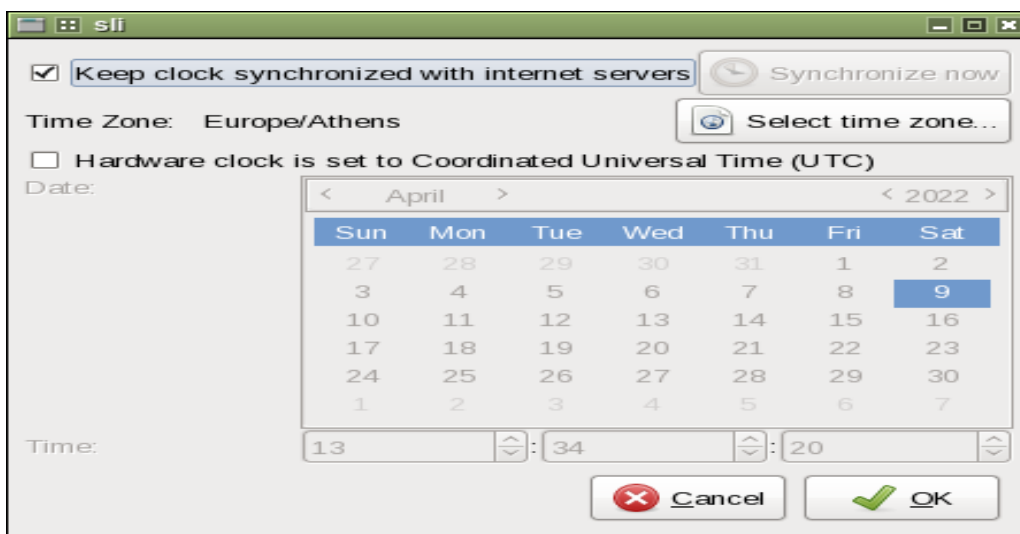 sli
Keep clock synchronized with internet servers Synchronize now
Time Zone: Europe/Athens Select time zone...
Hardware clock is set to Coordinated Universal Time (UTC)
Date: < April > < 2022 >
Sun Mon Tue Wed Thu Fri Sat
27 28 29 30 31 1 2
3 4 5 6 7 8 9
10 11 12 13 14 15 16
17 18 19 20 21 22 23
24 25 26 27 28 29 30
1 2 3 4 5 6 7
Time: 13 : 34 : 20
Cancel OK